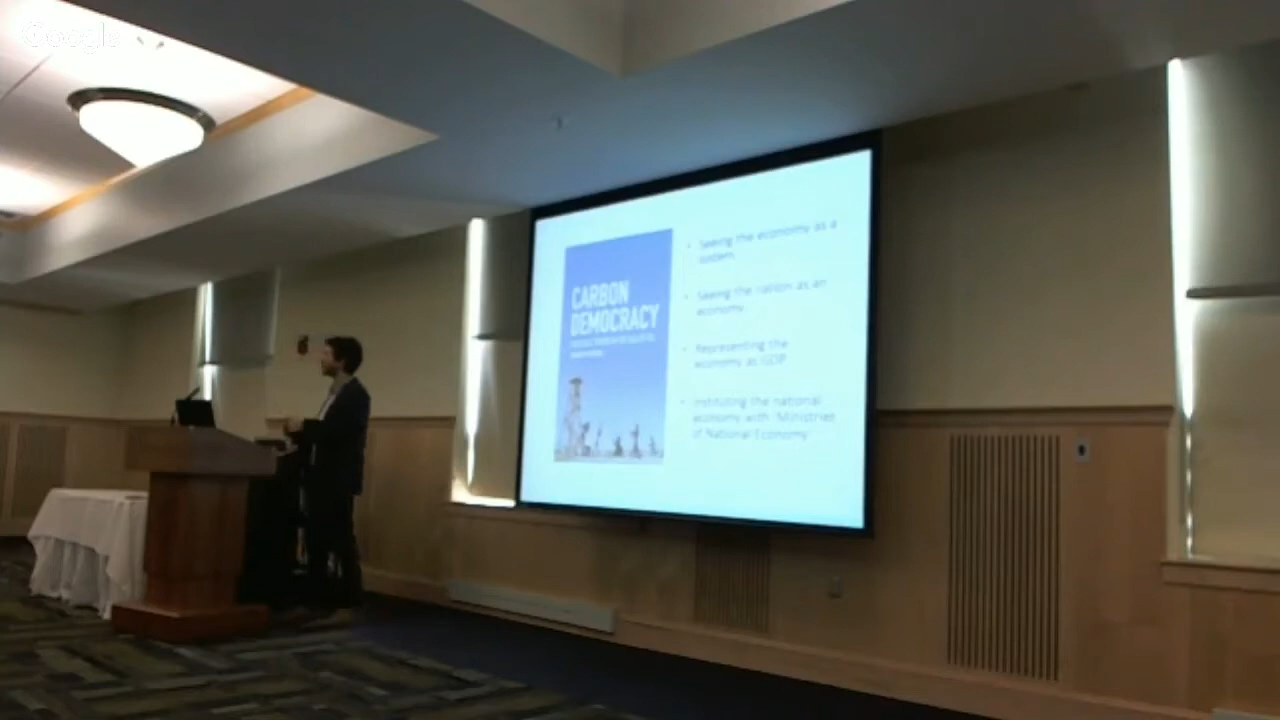 Google
CARBON
DEMOCRACY
• Seeing the economy as a
system
• Seeing the nation as an
economy
• Representing the
economy as GDP
• Instituting the national
economy with 'Ministries
of National Economy'